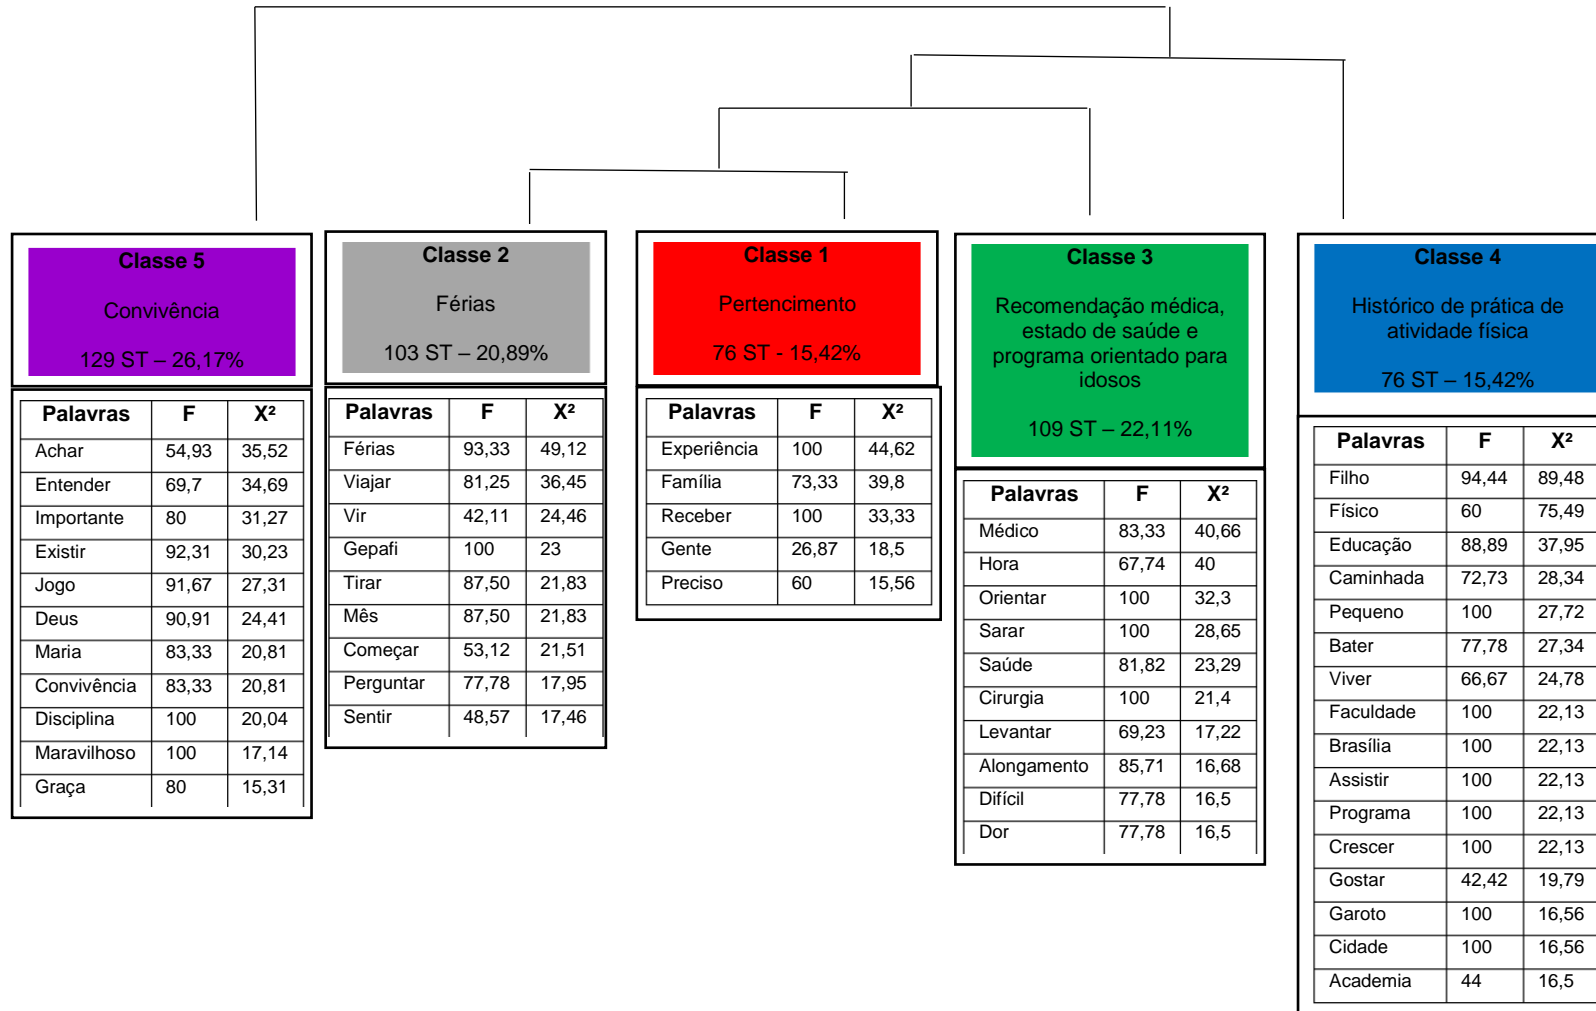 Classe 5
Convivência
129 ST – 26,17%
Palavras F X²
Achar 54,93 35,52
Entender 69,7 34,69
Importante 80 31,27
Existir 92,31 30,23
Jogo 91,67 27,31
Deus 90,91 24,41
Maria 83,33 20,81
Convivência 83,33 20,81
Disciplina 100 20,04
Maravilhoso 100 17,14
Graça 80 15,31
Classe 2
Férias
103 ST – 20,89%
Palavras F X²
Férias 93,33 49,12
Viajar 81,25 36,45
Vir 42,11 24,46
Gepafi 100 23
Tirar 87,50 21,83
Mês 87,50 21,83
Começar 53,12 21,51
Perguntar 77,78 17,95
Sentir 48,57 17,46
Classe 1
Pertencimento
76 ST - 15,42%
Palavras F X²
Experiência 100 44,62
Família 73,33 39,8
Receber 100 33,33
Gente 26,87 18,5
Preciso 60 15,56
Classe 3
Recomendação médica,
estado de saúde e
programa orientado para
idosos
109 ST – 22,11%
Palavras F X²
Médico 83,33 40,66
Hora 67,74 40
Orientar 100 32,3
Sarar 100 28,65
Saúde 81,82 23,29
Cirurgia 100 21,4
Levantar 69,23 17,22
Alongamento 85,71 16,68
Difícil 77,78 16,5
Dor 77,78 16,5
Classe 4
Histórico de prática de
atividade física
76 ST – 15,42%
Palavras F X²
Filho 94,44 89,48
Físico 60 75,49
Educação 88,89 37,95
Caminhada 72,73 28,34
Pequeno 100 27,72
Bater 77,78 27,34
Viver 66,67 24,78
Faculdade 100 22,13
Brasília 100 22,13
Assistir 100 22,13
Programa 100 22,13
Crescer 100 22,13
Gostar 42,42 19,79
Garoto 100 16,56
Cidade 100 16,56
Academia 44 16,5